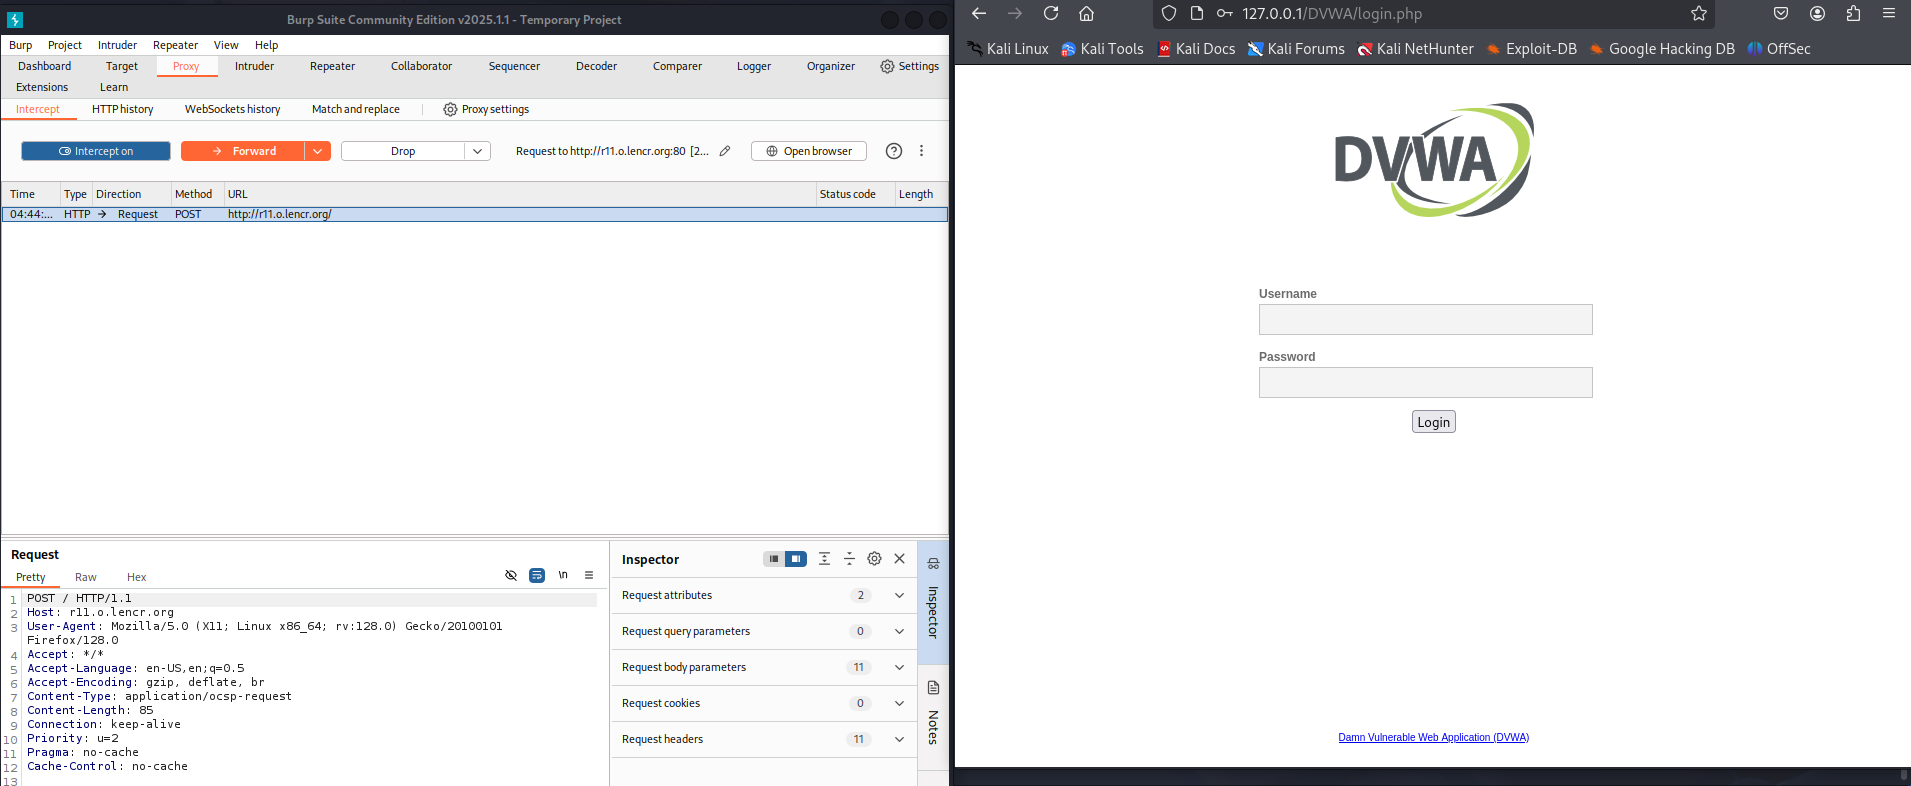 Burp Suite Community Edition v2025.1.1 - Temporary Project
Burp Project Intruder Repeater View Help
Dashboard Target Proxy Intruder Repeater Collaborator Sequencer Decoder Comparer Logger Organizer Settings
Extensions Learn
Intercept HTTP history WebSockets history Match and replace Proxy settings
Intercept on Forward Drop Request to http://r11.o.lencr.org:80 [2... Open browser
Time Type Direction Method URL Status code Length
04:44:... HTTP Request POST http://r11.o.lencr.org/
Request
Pretty Raw Hex \n
1 POST / HTTP/1.1
2 Host: r11.o.lencr.org
3 User-Agent: Mozilla/5.0 (X11; Linux x86_64; rv:128.0) Gecko/20100101
Firefox/128.0
4 Accept: */*
5 Accept-Language: en-US,en;q=0.5
6 Accept-Encoding: gzip, deflate, br
7 Content-Type: application/ocsp-request
8 Content-Length: 85
9 Connection: keep-alive
10 Priority: u=2
11 Pragma: no-cache
12 Cache-Control: no-cache
13
Inspector
Request attributes 2
Request query parameters 0
Request body parameters 11
Request cookies 0
Request headers 11
Inspector
Notes
127.0.0.1/DVWA/login.php
Kali Linux Kali Tools Kali Docs Kali Forums Kali NetHunter Exploit-DB Google Hacking DB OffSec
DVWA
Username
Password
Login
Damn Vulnerable Web Application (DVWA)